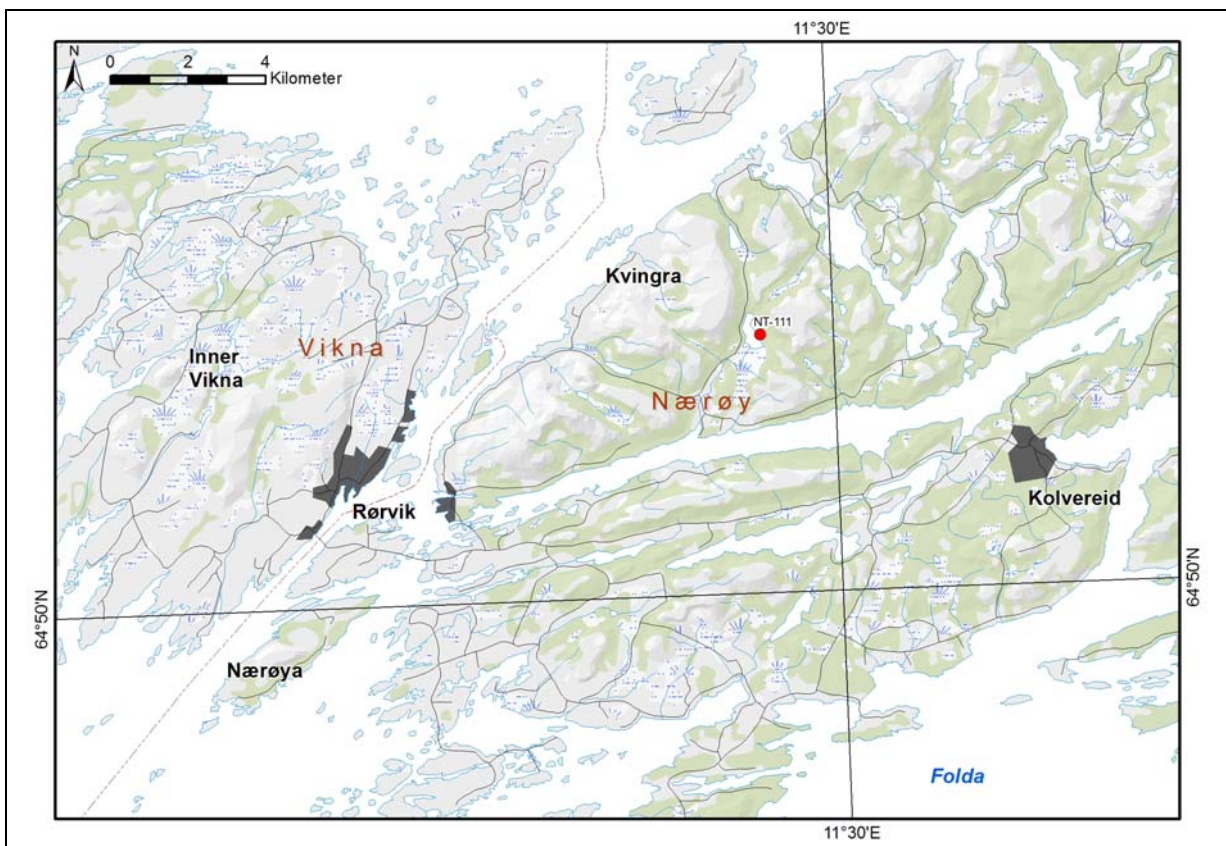 11°30'E
N
0 2 4
Kilometer
Kvingra
NT-111
Inner
Vikna
Vikna
Nærøy
Rørvik
Kolvereid
64°50'N
64°50'N
Nærøya
Folda
11°30'E